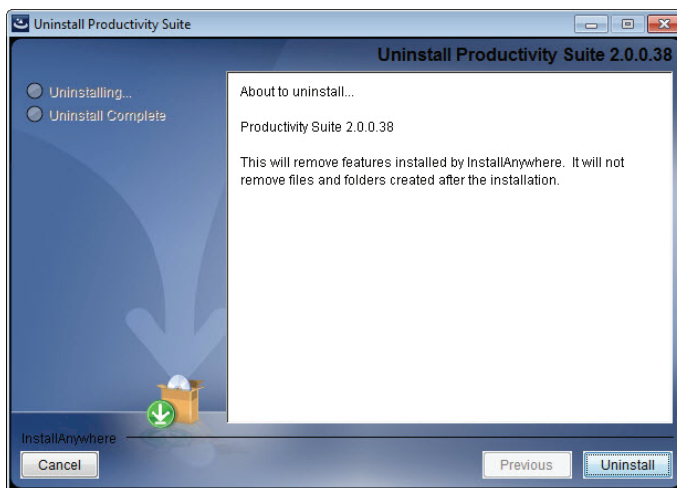 Uninstall Productivity Suite
Uninstall Productivity Suite 2.0.0.38
Uninstalling...
Uninstall Complete
About to uninstall...
Productivity Suite 2.0.0.38
This will remove features installed by InstallAnywhere.  It will not
remove files and folders created after the installation.
InstallAnywhere
Cancel
Previous
Uninstall